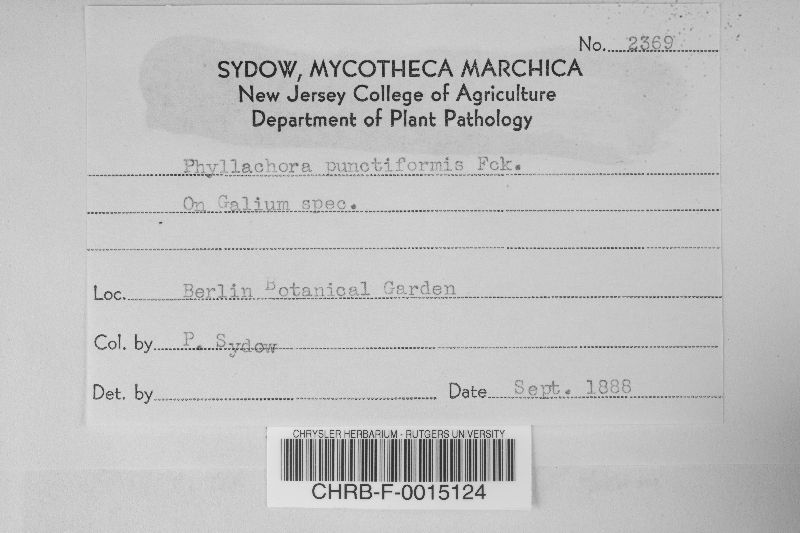 No. 2369
SYDOW, MYCOTHECA MARCHICA
New Jersey College of Agriculture
Department of Plant Pathology
Phyllachora punctiformis Fck.
On Galium spec.
Loc. Berlin Botanical Garden
Col. by P. Sydow
Det. by Date Sept. 1888
CHRYSLER HERBARIUM - RUTGERS UNIVERSITY
CHRB-F-0015124